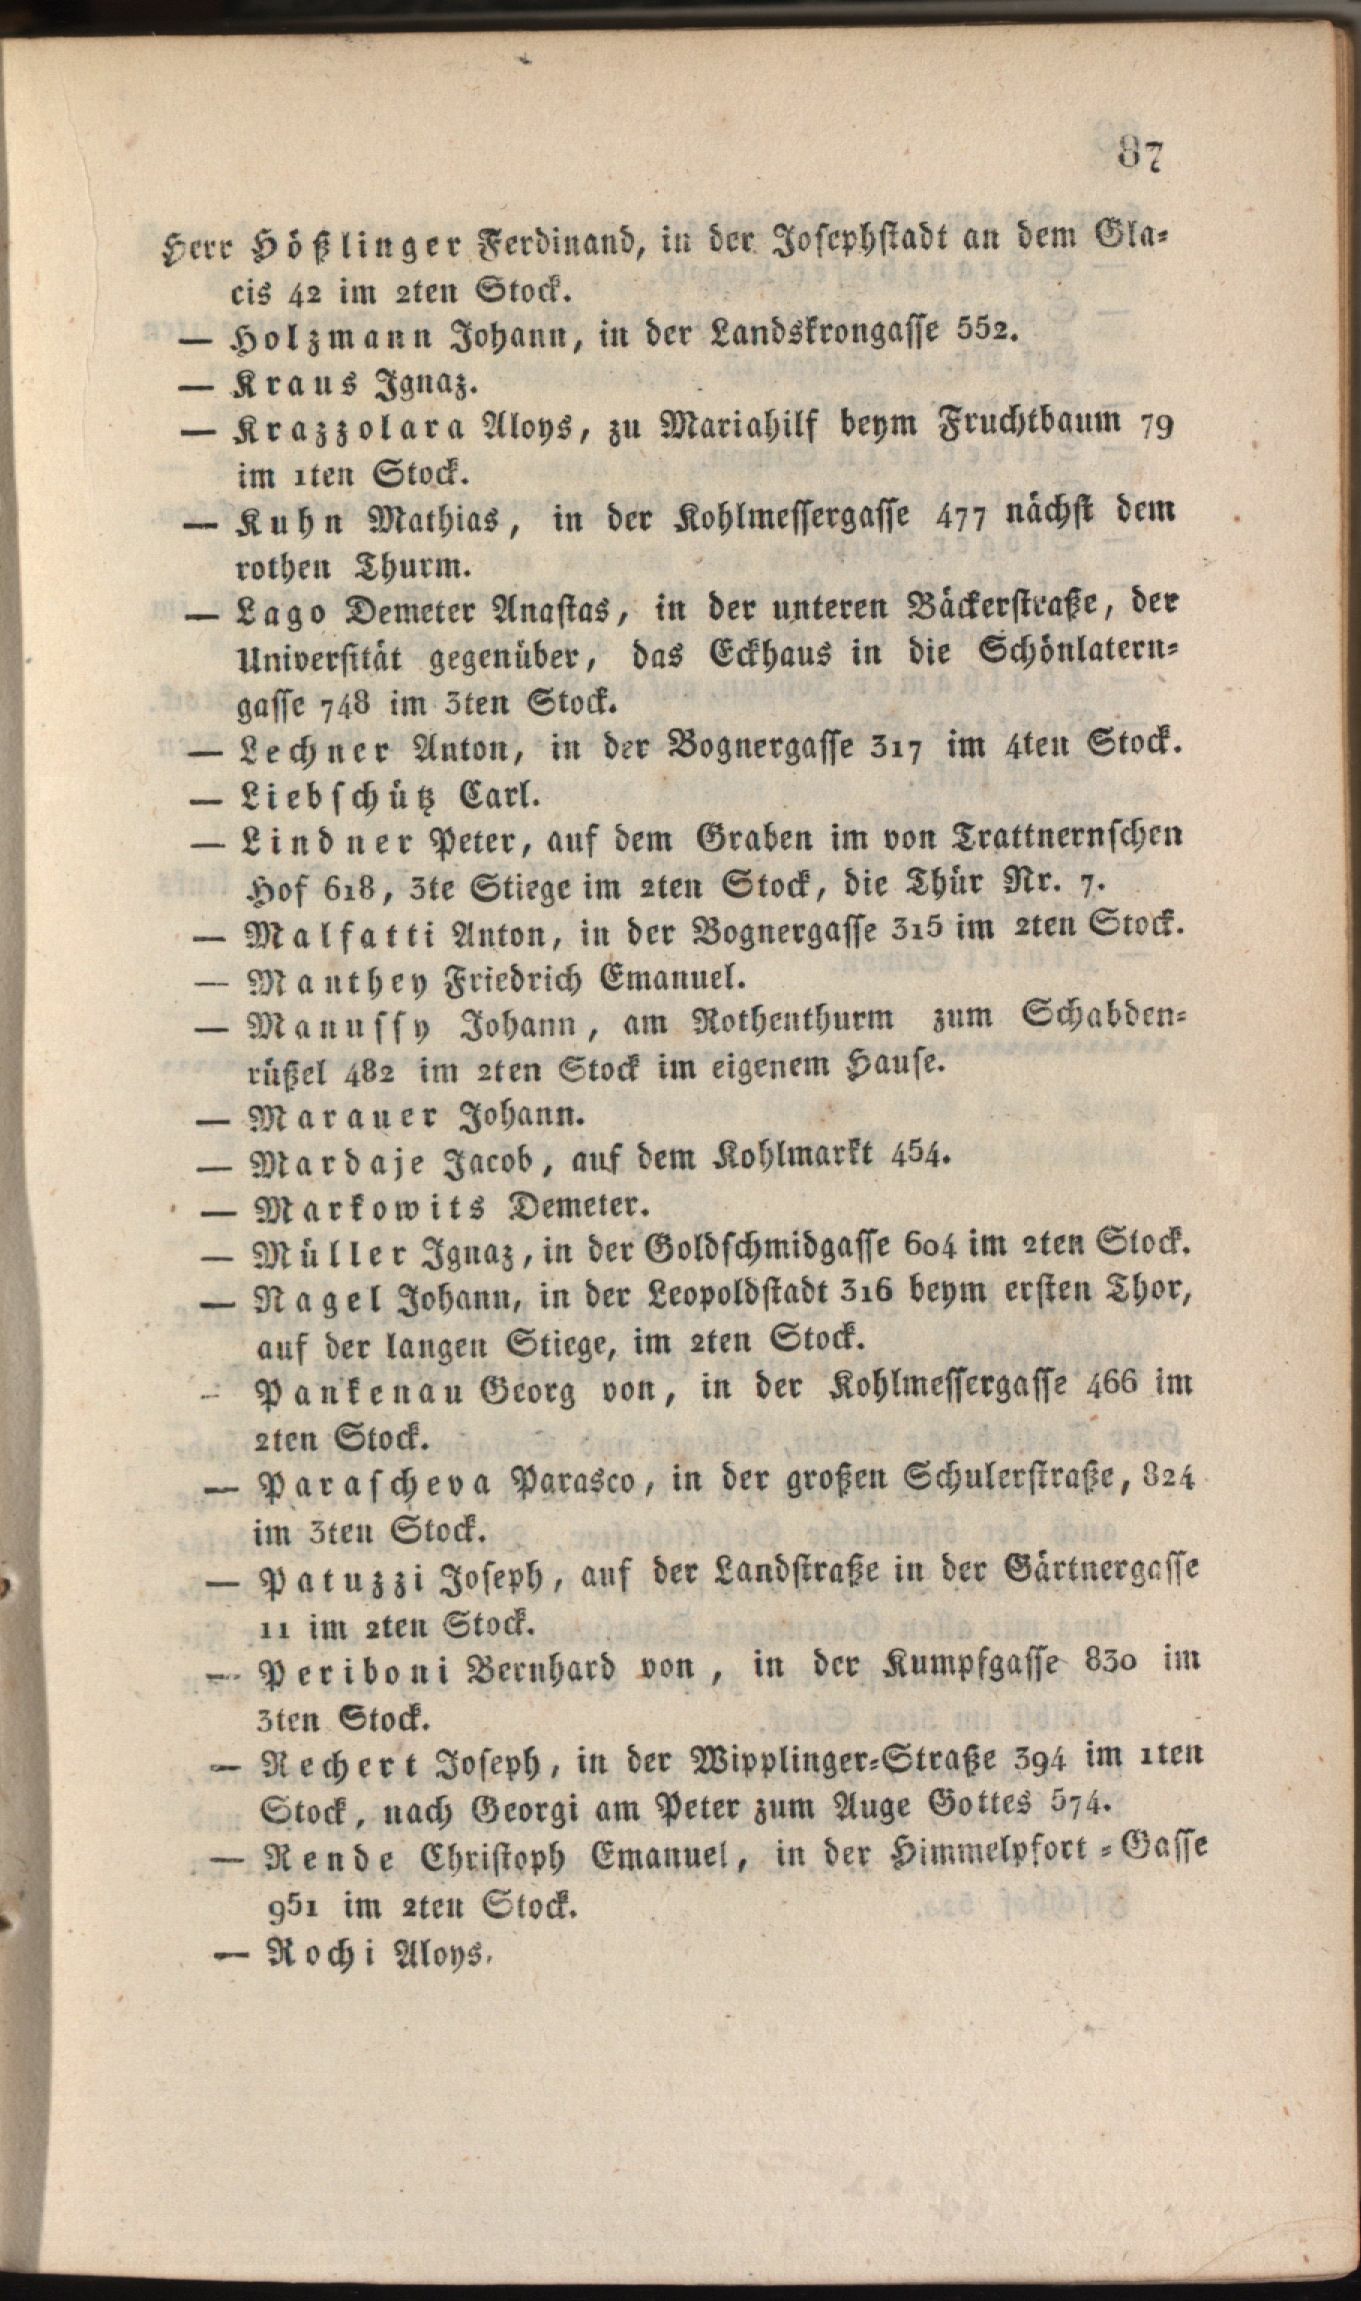 87
Herr Hößlinger Ferdinand, in der Josephstadt an dem Gla-
cis 42 im 2ten Stock.
— Holzmann Johann, in der Landskrongasse 552.
— Kraus Ignaz.
— Krazzolara Aloys, zu Mariahilf beym Fruchtbaum 79
im 1ten Stock.
— Kuhn Mathias, in der Kohlmessergasse 477 nächst dem
rothen Thurm.
— Lago Demeter Anastas, in der unteren Bäckerstraße, der
Universität gegenüber, das Eckhaus in die Schönlatern-
gasse 748 im 3ten Stock.
— Lechner Anton, in der Bognergasse 317 im 4ten Stock.
— Liebschütz Carl.
— Lindner Peter, auf dem Graben im von Trattnernschen
Hof 618, 3te Stiege im 2ten Stock, die Thür Nr. 7.
— Malfatti Anton, in der Bognergasse 315 im 2ten Stock.
— Manthey Friedrich Emanuel.
— Manussy Johann, am Rothenthurm zum Schabden-
rüßel 482 im 2ten Stock im eigenem Hause.
— Marauer Johann.
— Mardaje Jacob, auf dem Kohlmarkt 454.
— Markowits Demeter.
— Müller Ignaz, in der Goldschmidgasse 604 im 2ten Stock.
— Nagel Johann, in der Leopoldstadt 316 beym ersten Thor,
auf der langen Stiege, im 2ten Stock.
— Pankenau Georg von, in der Kohlmessergasse 466 im
2ten Stock.
— Parascheva Parasco, in der großen Schulerstraße, 824
im 3ten Stock.
— Patuzzi Joseph, auf der Landstraße in der Gärtnergasse
11 im 2ten Stock.
— Periboni Bernhard von, in der Kumpfgasse 830 im
3ten Stock.
— Rechert Joseph, in der Wipplinger-Straße 394 im 1ten
Stock, nach Georgi am Peter zum Auge Gottes 574.
— Rende Christoph Emanuel, in der Himmelpfort-Gasse
951 im 2ten Stock.
— Rochi Aloys.